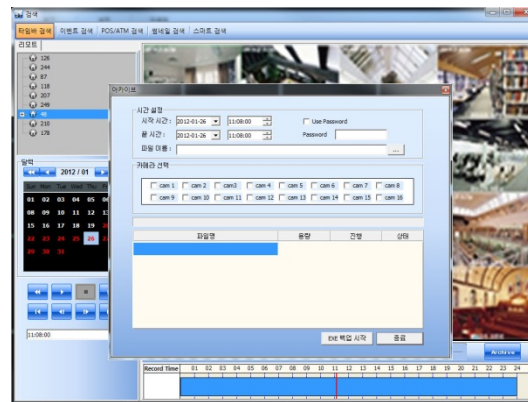 검색
타임바 검색 이벤트 검색 POS/ATM 검색 썸네일 검색 스마트 검색
리모트
126
244
87
118
207
249
48
210
178
아카이브
시간 설정
시작 시간 : 2012-01-26 11:08:00 Use Password
끝 시간 : 2012-01-26 11:08:00 Password
파일 이름 : ...
카메라 선택
cam 1 cam 2 cam3 cam 4 cam 5 cam 6 cam 7 cam 8
cam 9 cam 10 cam 11 cam 12 cam 13 cam 14 cam 15 cam 16
파일명 용량 진행 상태
EXE 백업 시작 종료
달력
2012 / 01
Sun Mon Tue Wed Thu
01 02 03 04 05
08 09 10 11 12
15 16 17 18 19
22 23 24 25 26
29 30 31
11:08:00
Archive
Record Time 01 02 03 04 05 06 07 08 09 10 11 12 13 14 15 16 17 18 19 20 21 22 23 24